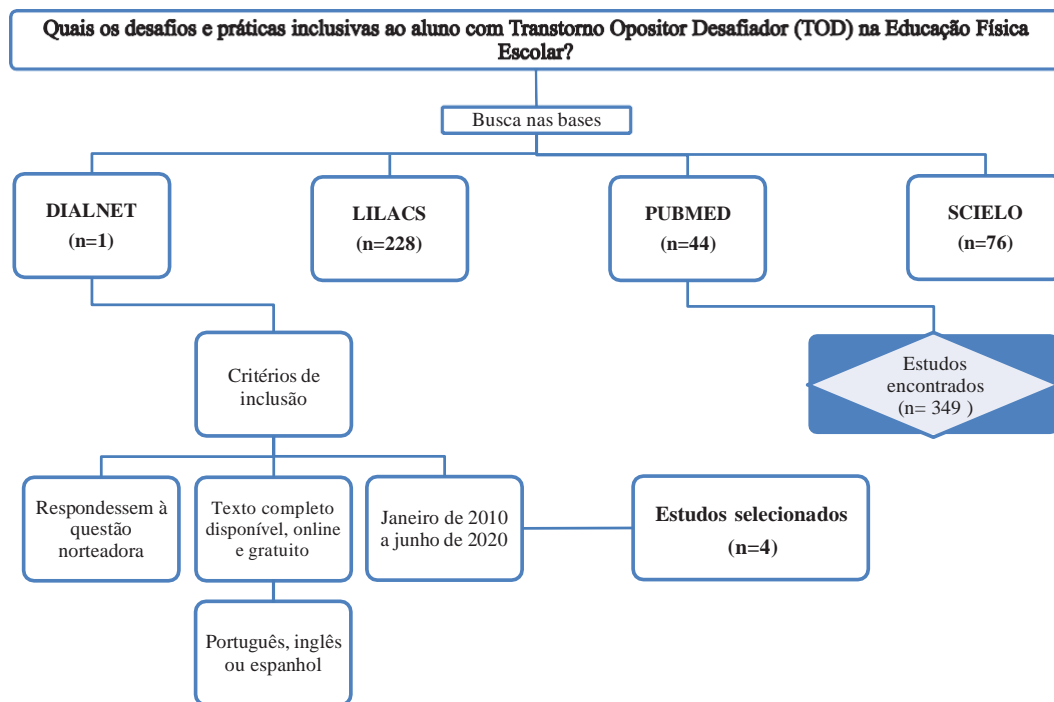 Quais os desafios e práticas inclusivas ao aluno com Transtorno Opositor Desafiador (TOD) na Educação Física
Escolar?
Busca nas bases
DIALNET
(n=1)
LILACS
(n=228)
PUBMED
(n=44)
SCIELO
(n=76)
Critérios de
inclusão
Estudos
encontrados
(n= 349 )
Respondessem à
questão
norteadora
Texto completo
disponível, online
e gratuito
Janeiro de 2010
a junho de 2020
Estudos selecionados
(n=4)
Português, inglês
ou espanhol